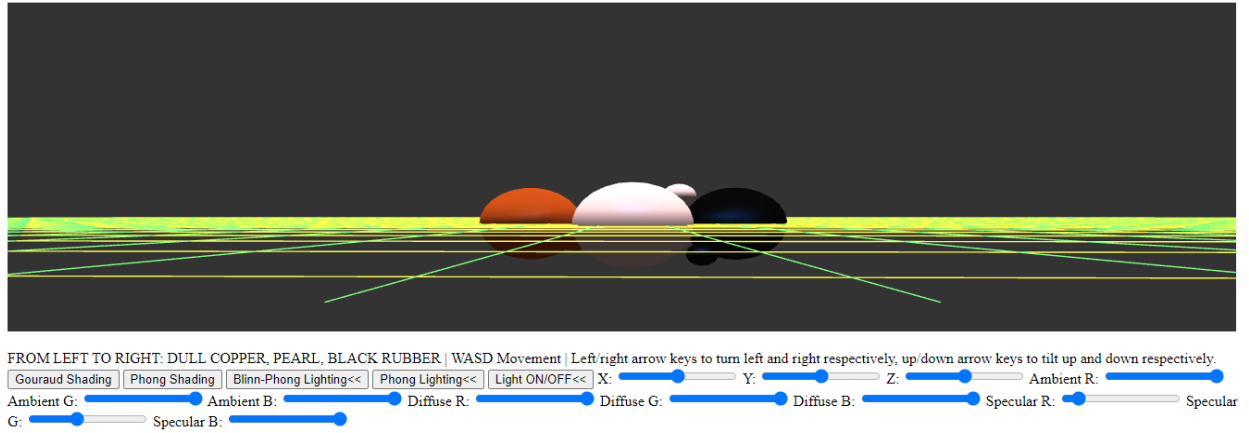 FROM LEFT TO RIGHT: DULL COPPER, PEARL, BLACK RUBBER | WASD Movement | Left/right arrow keys to turn left and right respectively, up/down arrow keys to tilt up and down respectively.
Gouraud Shading Phong Shading Blinn-Phong Lighting<< Phong Lighting<< Light ON/OFF<< X: Y: Z: Ambient R:
Ambient G: Ambient B: Diffuse R: Diffuse G: Diffuse B: Specular R: Specular
G: Specular B: